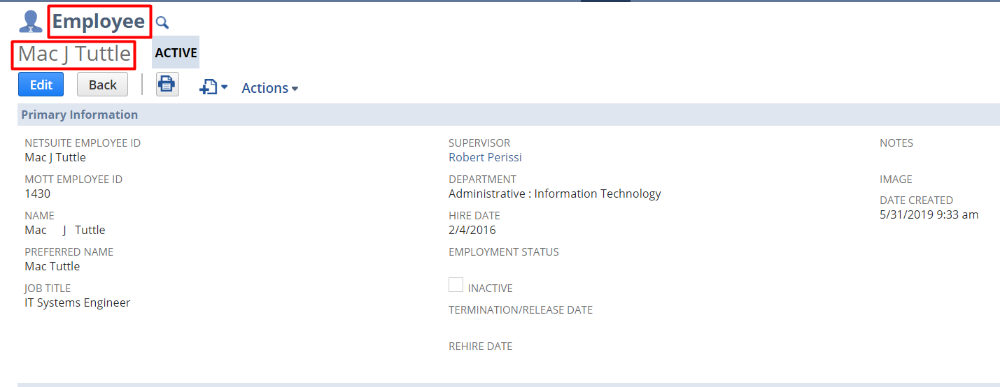 Employee
Mac J Tuttle
ACTIVE
Edit
Back
Actions
Primary Information
NETSUITE EMPLOYEE ID
Mac J Tuttle
MOTT EMPLOYEE ID
1430
NAME
Mac J Tuttle
PREFERRED NAME
Mac Tuttle
JOB TITLE
IT Systems Engineer
SUPERVISOR
Robert Perissi
DEPARTMENT
Administrative : Information Technology
HIRE DATE
2/4/2016
EMPLOYMENT STATUS
INACTIVE
TERMINATION/RELEASE DATE
REHIRE DATE
NOTES
IMAGE
DATE CREATED
5/31/2019 9:33 am